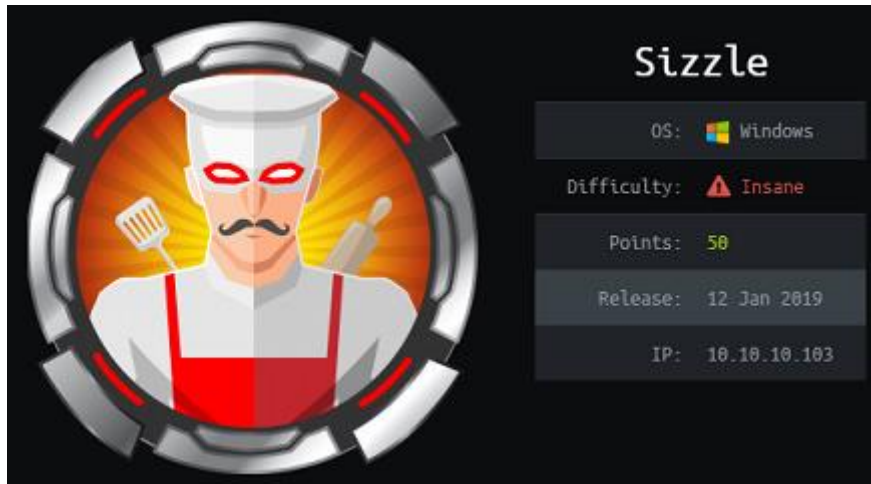 Sizzle
OS: Windows
Difficulty: Insane
Points: 50
Release: 12 Jan 2019
IP: 10.10.10.103